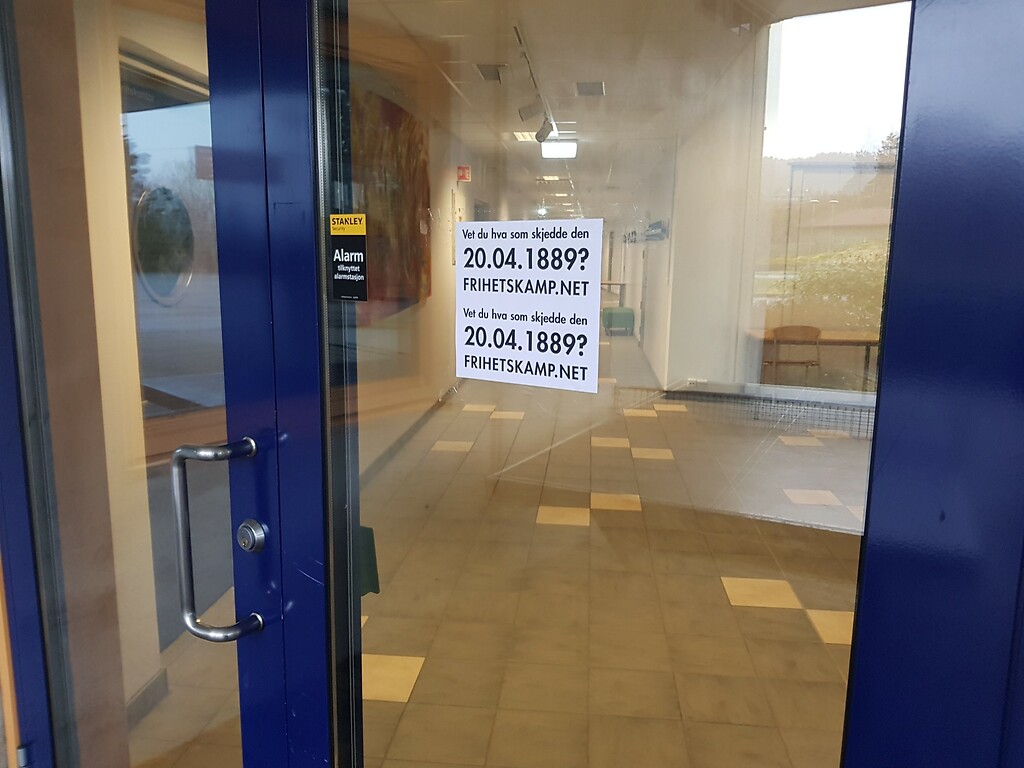 STANLEY
Security
Alarm
tilknyttet
alarmstasjon
Vet du hva som skjedde den
20.04.1889?
FRIHETSKAMP.NET
Vet du hva som skjedde den
20.04.1889?
FRIHETSKAMP.NET